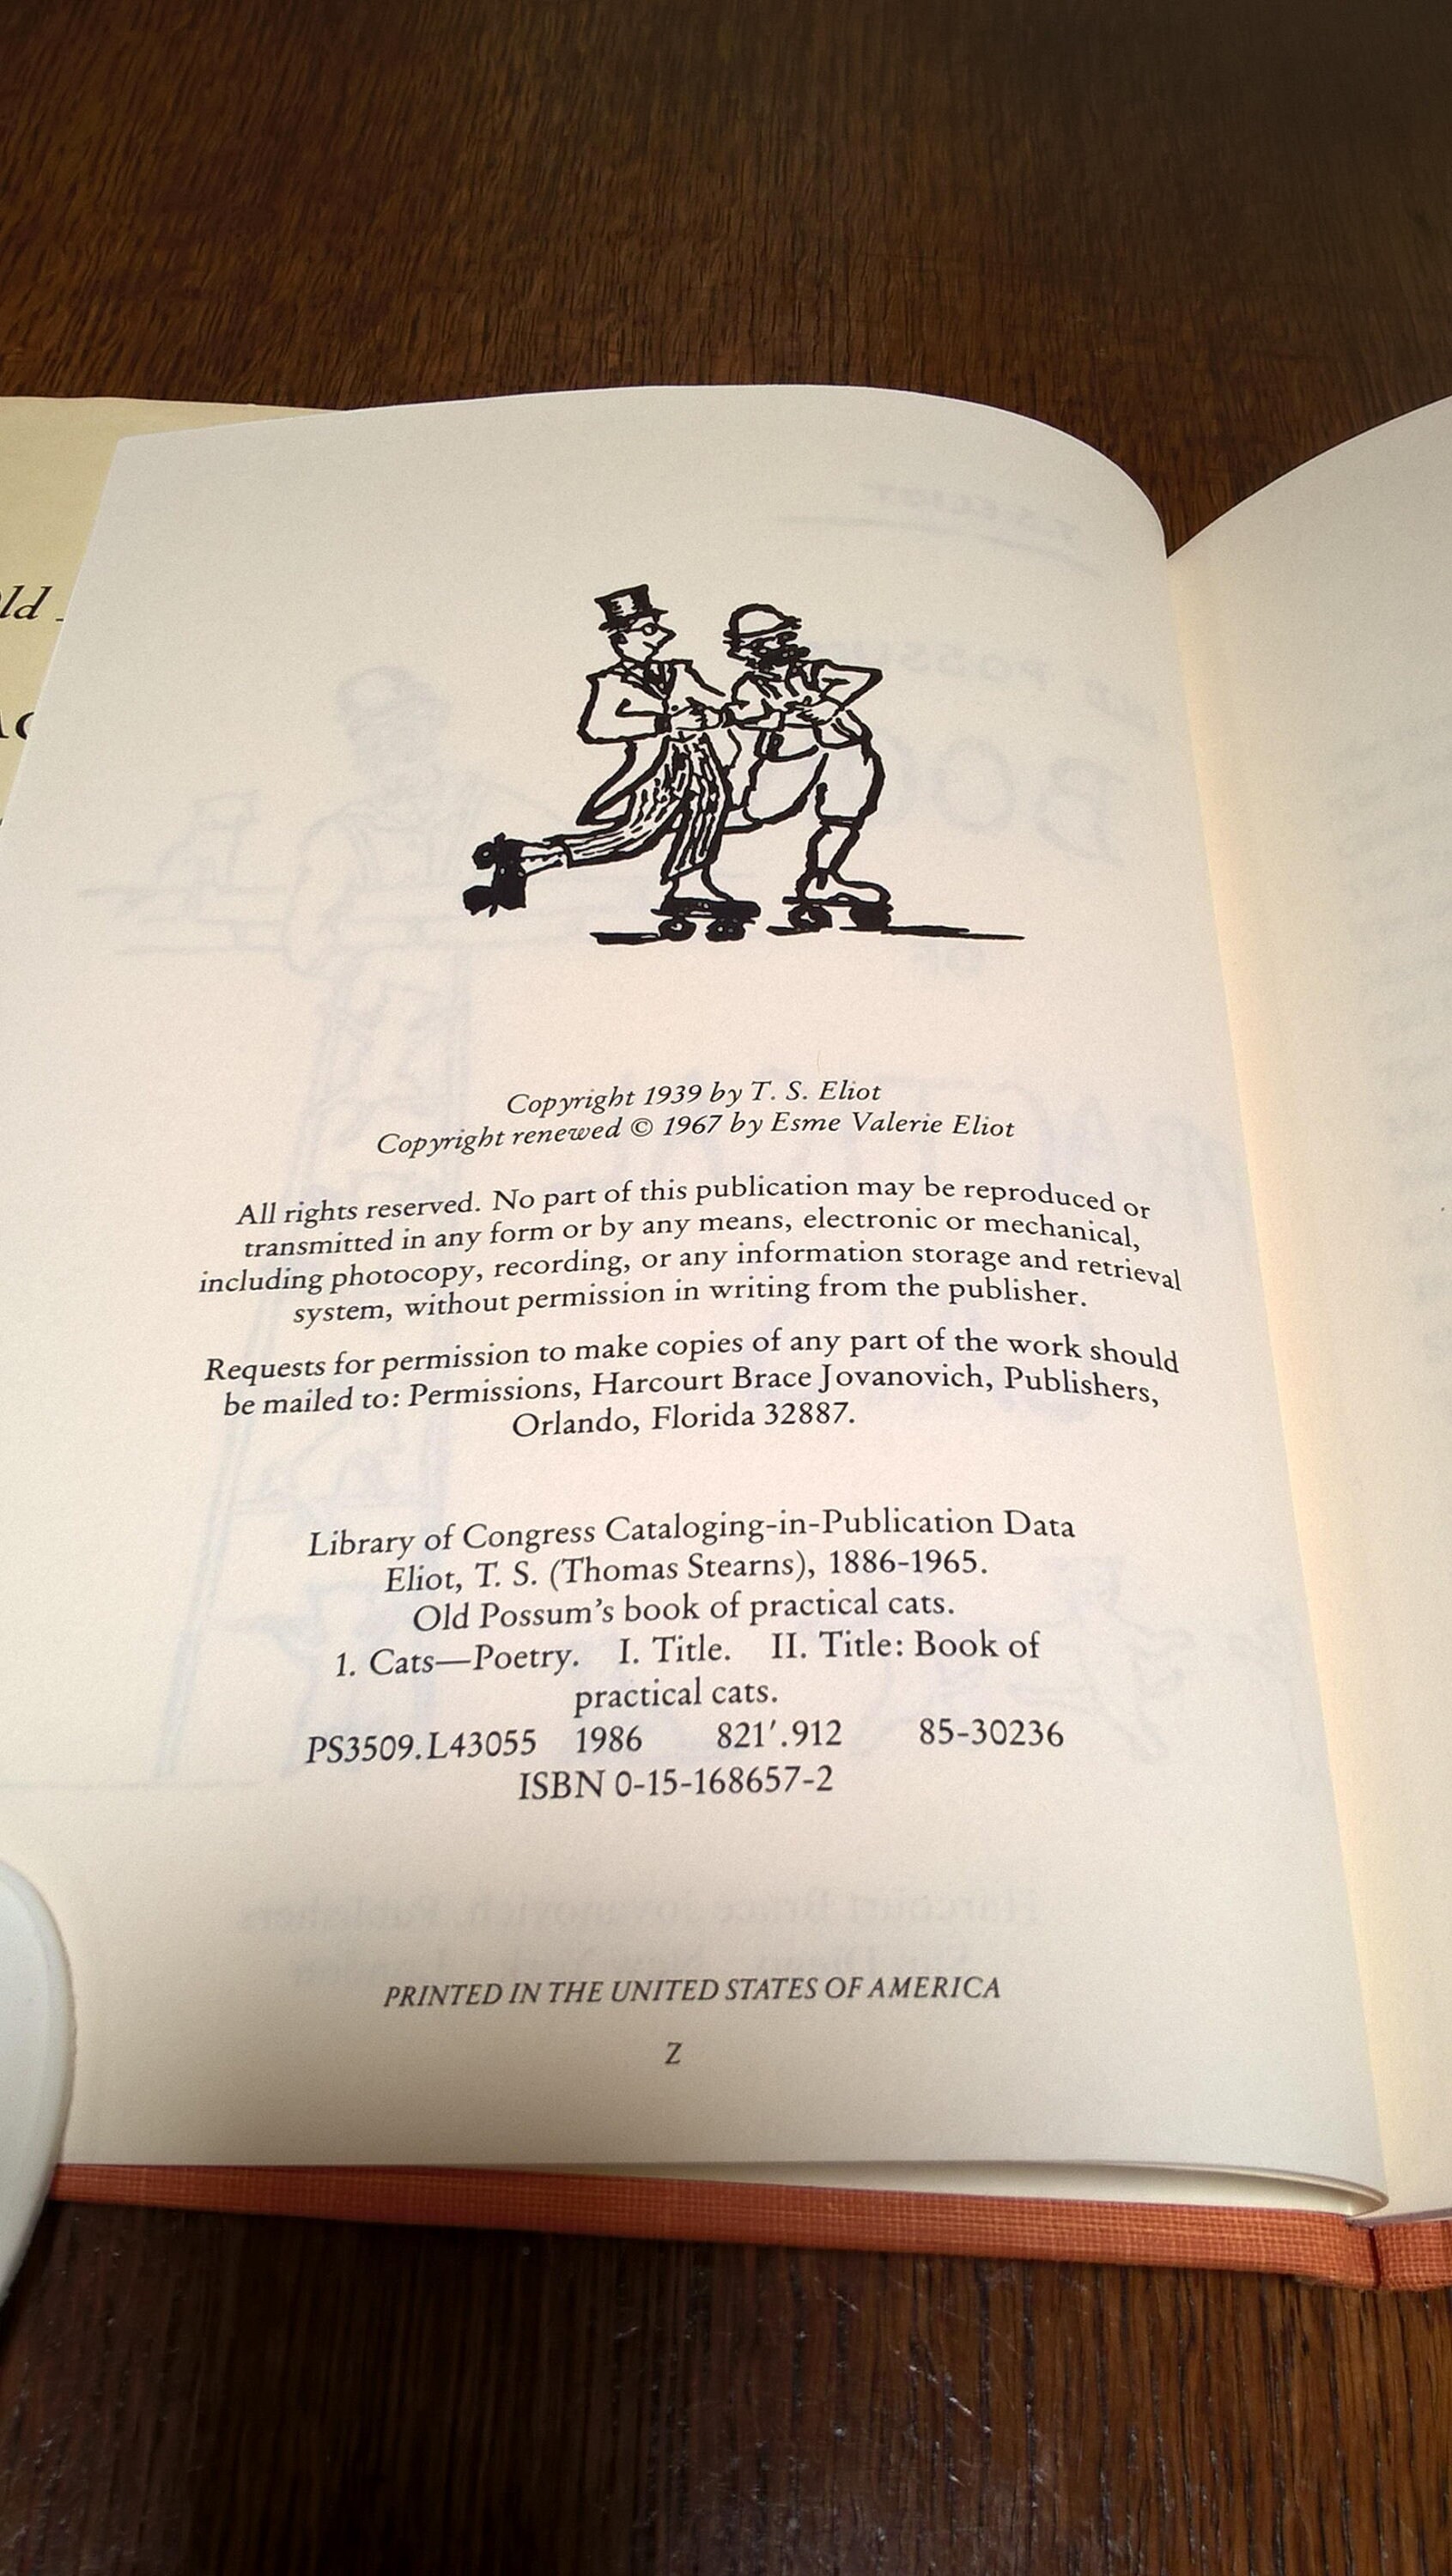 ld
Copyright 1939 by T. S. Eliot
Copyright renewed © 1967 by Esme Valerie Eliot
All rights reserved. No part of this publication may be reproduced or
transmitted in any form or by any means, electronic or mechanical,
including photocopy, recording, or any information storage and retrieval
system, without permission in writing from the publisher.
Requests for permission to make copies of any part of the work should
be mailed to: Permissions, Harcourt Brace Jovanovich, Publishers,
Orlando, Florida 32887.
Library of Congress Cataloging-in-Publication Data
Eliot, T. S. (Thomas Stearns), 1886-1965.
Old Possum's book of practical cats.
1. Cats—Poetry. I. Title. II. Title: Book of
practical cats.
PS3509.L43055 1986 821′.912 85-30236
ISBN 0-15-168657-2
PRINTED IN THE UNITED STATES OF AMERICA
Z